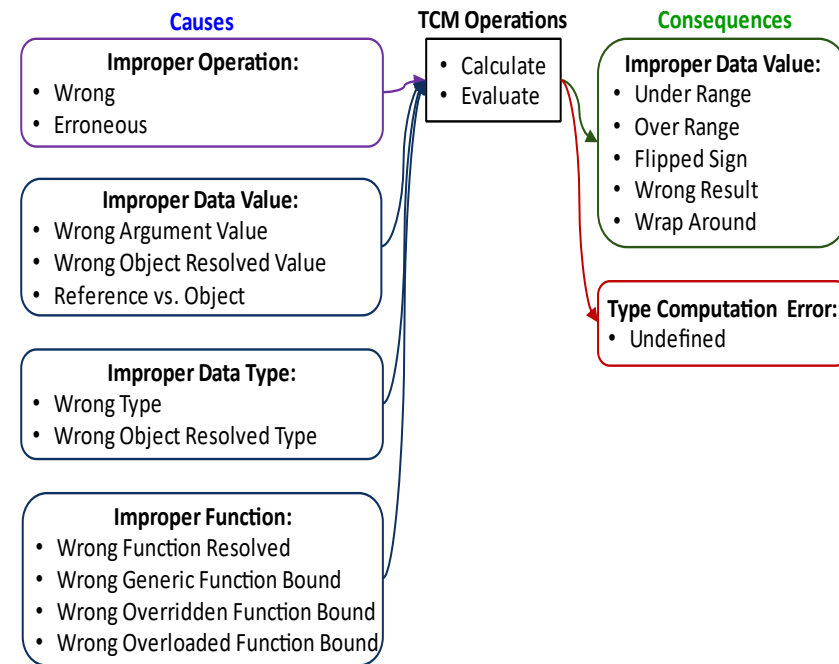 Causes
Improper Operation:
• Wrong
• Erroneous
Improper Data Value:
• Wrong Argument Value
• Wrong Object Resolved Value
• Reference vs. Object
Improper Data Type:
• Wrong Type
• Wrong Object Resolved Type
Improper Function:
• Wrong Function Resolved
• Wrong Generic Function Bound
• Wrong Overridden Function Bound
• Wrong Overloaded Function Bound
TCM Operations
• Calculate
• Evaluate
Consequences
Improper Data Value:
• Under Range
• Over Range
• Flipped Sign
• Wrong Result
• Wrap Around
Type Computation Error:
• Undefined